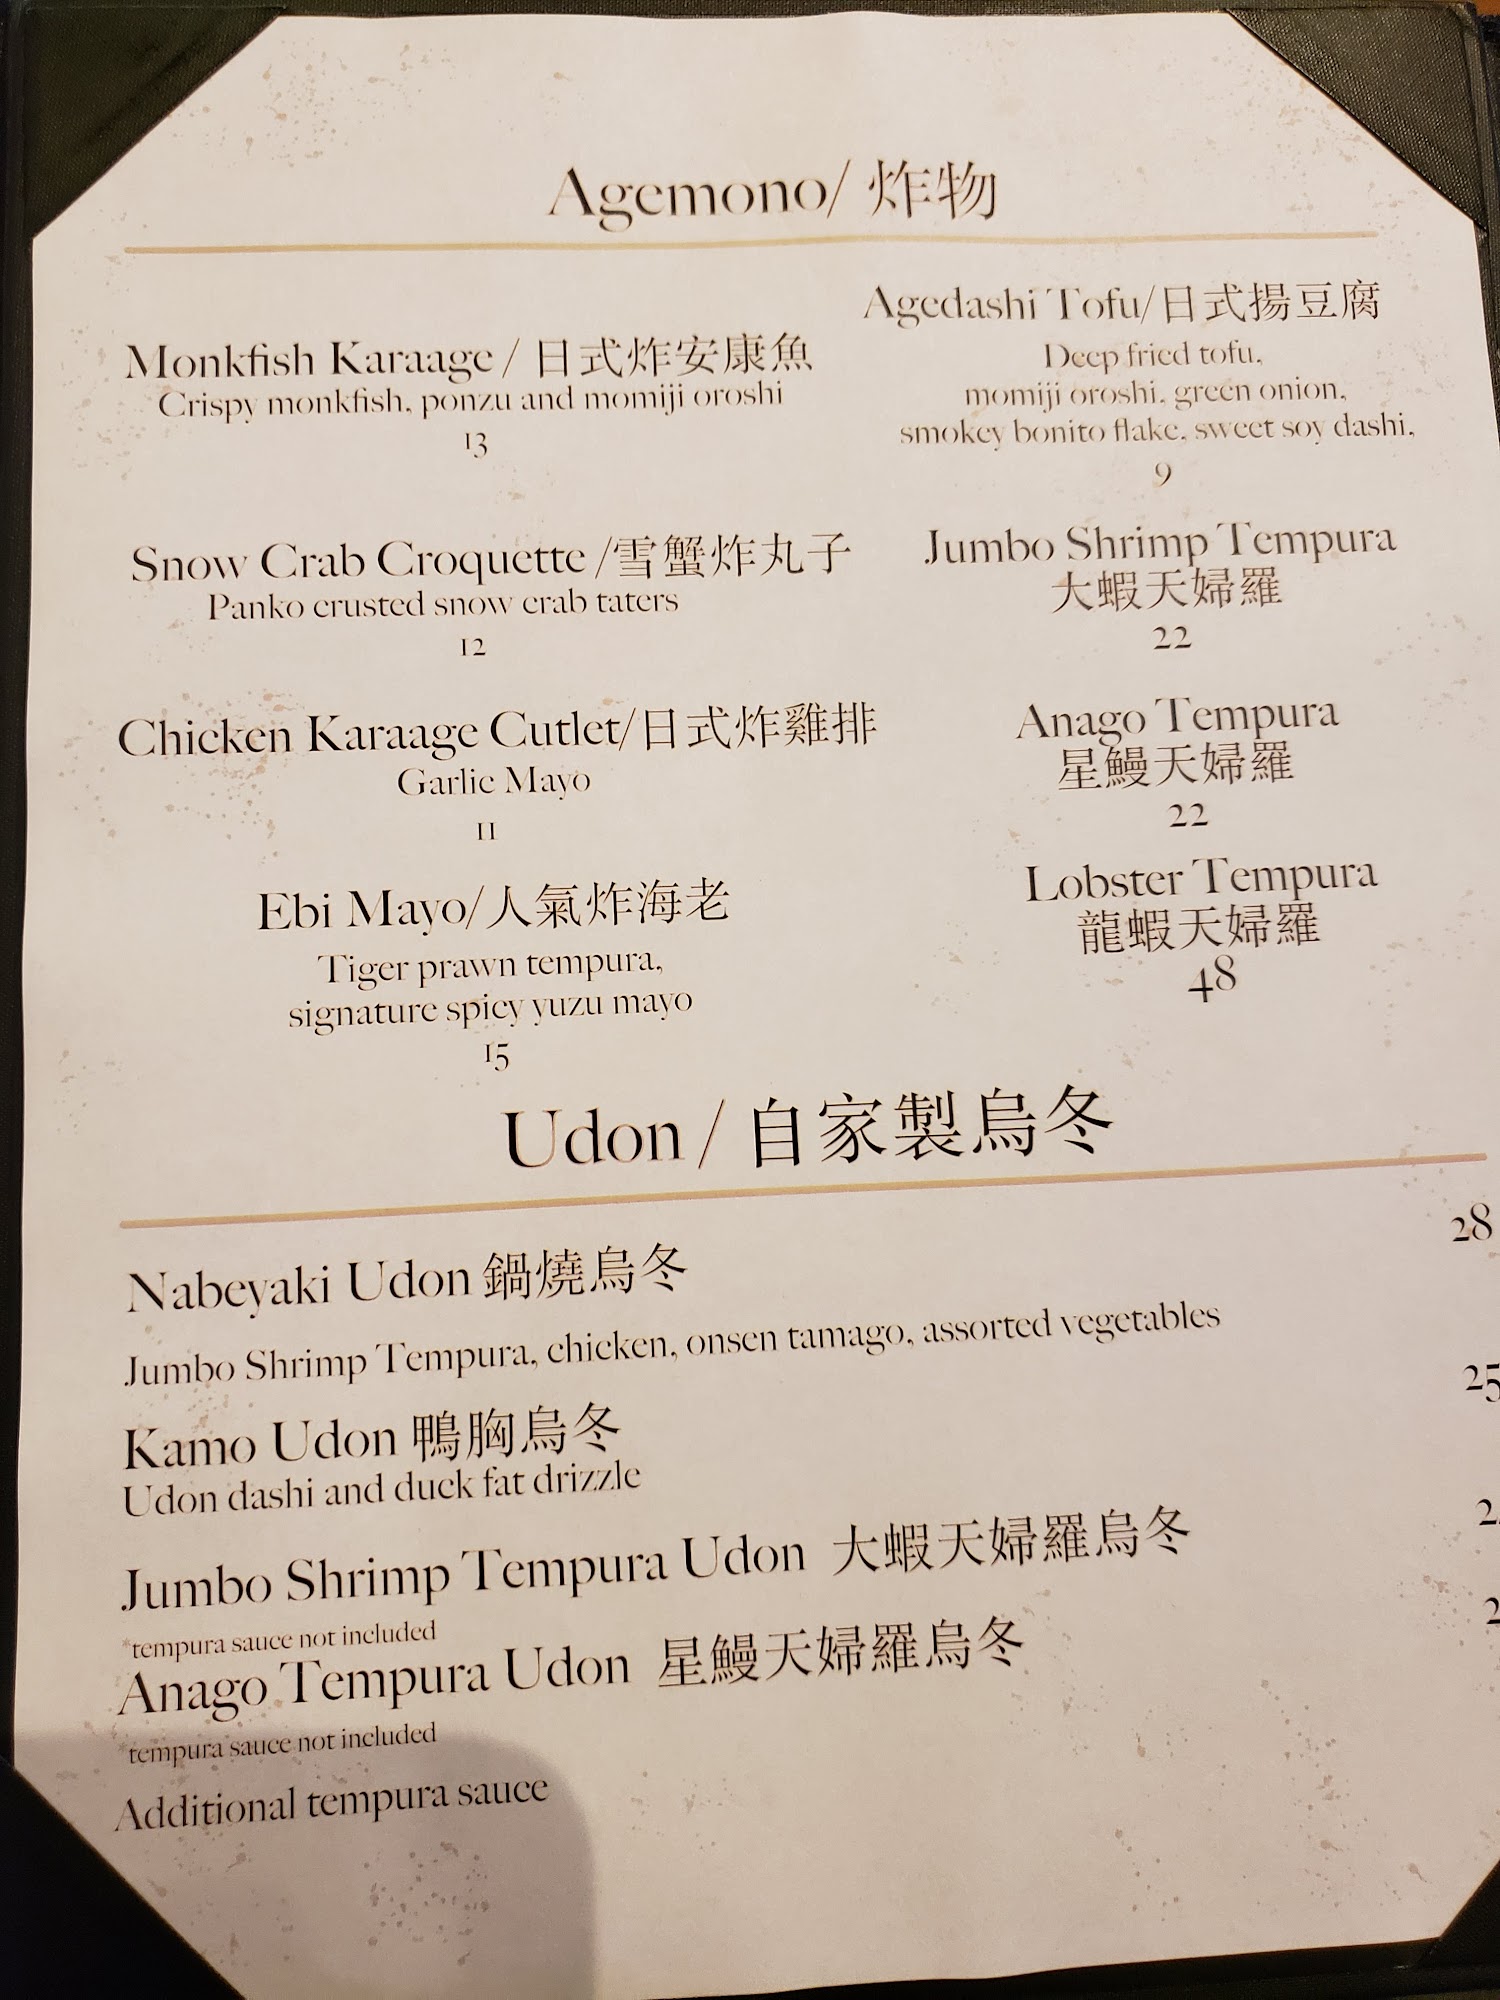 Agemono/ 炸物
Monkfish Karaage / 日式炸安康魚
Crispy monkfish, ponzu and momiji oroshi
13
Snow Crab Croquette /雪蟹炸丸子
Panko crusted snow crab taters
12
Chicken Karaage Cutlet/日式炸雞排
Garlic Mayo
11
Ebi Mayo/人氣炸海老
Tiger prawn tempura,
signature spicy yuzu mayo
15
Agedashi Tofu/日式揚豆腐
Deep fried tofu,
momiji oroshi, green onion,
smokey bonito flake, sweet soy dashi,
9
Jumbo Shrimp Tempura
大蝦天婦羅
22
Anago Tempura
星鰻天婦羅
22
Lobster Tempura
龍蝦天婦羅
48
Udon / 自家製烏冬
Nabeyaki Udon 鍋燒烏冬 28
Jumbo Shrimp Tempura, chicken, onsen tamago, assorted vegetables
Kamo Udon 鴨胸烏冬 25
Udon dashi and duck fat drizzle
Jumbo Shrimp Tempura Udon 大蝦天婦羅烏冬
*tempura sauce not included
Anago Tempura Udon 星鰻天婦羅烏冬
*tempura sauce not included
Additional tempura sauce